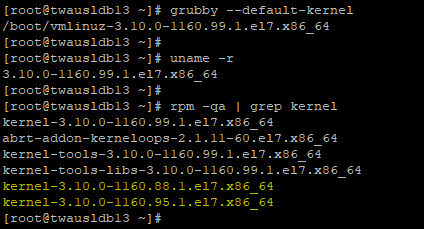 [root@twausldb13 ~]# grubby --default-kernel
/boot/vmlinuz-3.10.0-1160.99.1.el7.x86_64
[root@twausldb13 ~]#
[root@twausldb13 ~]# uname -r
3.10.0-1160.99.1.el7.x86_64
[root@twausldb13 ~]#
[root@twausldb13 ~]# rpm -qa | grep kernel
kernel-3.10.0-1160.99.1.el7.x86_64
abrt-addon-kerneloops-2.1.11-60.el7.x86_64
kernel-tools-3.10.0-1160.99.1.el7.x86_64
kernel-tools-libs-3.10.0-1160.99.1.el7.x86_64
kernel-3.10.0-1160.88.1.el7.x86_64
kernel-3.10.0-1160.95.1.el7.x86_64
[root@twausldb13 ~]#